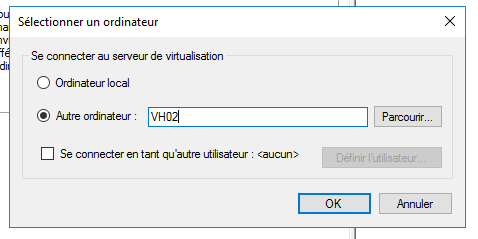 Sélectionner un ordinateur
Se connecter au serveur de virtualisation
Ordinateur local
Autre ordinateur :
VH02
Parcourir...
Se connecter en tant qu'autre utilisateur : <aucun>
Définir l'utilisateur...
OK
Annuler